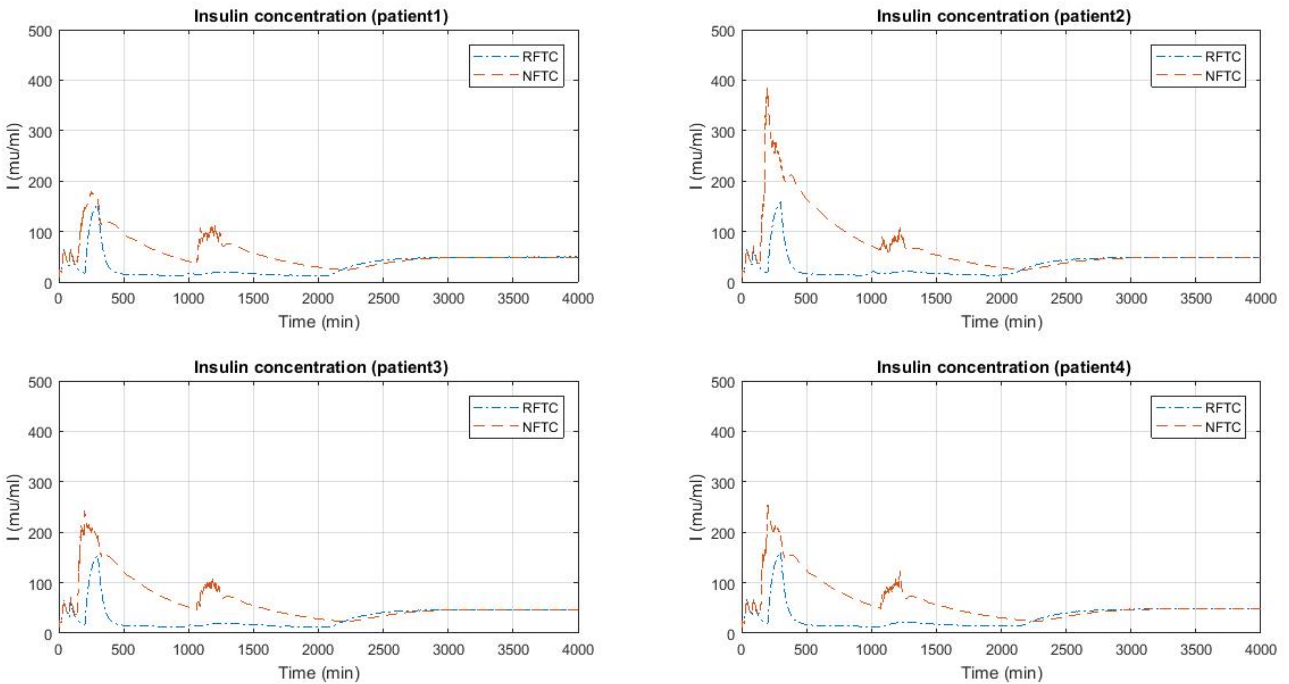 Insulin concentration (patient1)
I (mu/ml)
500
400
300
200
100
0
RFTC
NFTC
0 500 1000 1500 2000 2500 3000 3500 4000
Time (min)
Insulin concentration (patient2)
I (mu/ml)
500
400
300
200
100
0
RFTC
NFTC
0 500 1000 1500 2000 2500 3000 3500 4000
Time (min)
Insulin concentration (patient3)
I (mu/ml)
500
400
300
200
100
0
RFTC
NFTC
0 500 1000 1500 2000 2500 3000 3500 4000
Time (min)
Insulin concentration (patient4)
I (mu/ml)
500
400
300
200
100
0
RFTC
NFTC
0 500 1000 1500 2000 2500 3000 3500 4000
Time (min)